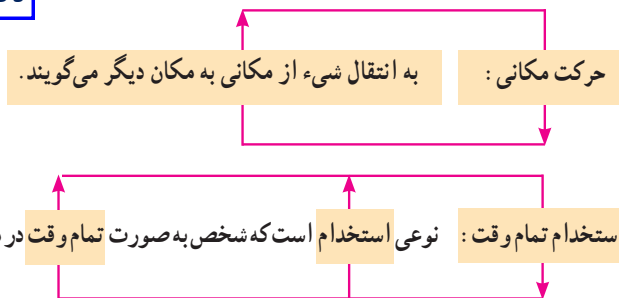 حرکت مکانی : به انتقال شیء از مکانی به مکان دیگر می‌گویند.
ستخدام تمام وقت : نوعی استخدام است که شخص به صورت تمام وقت در